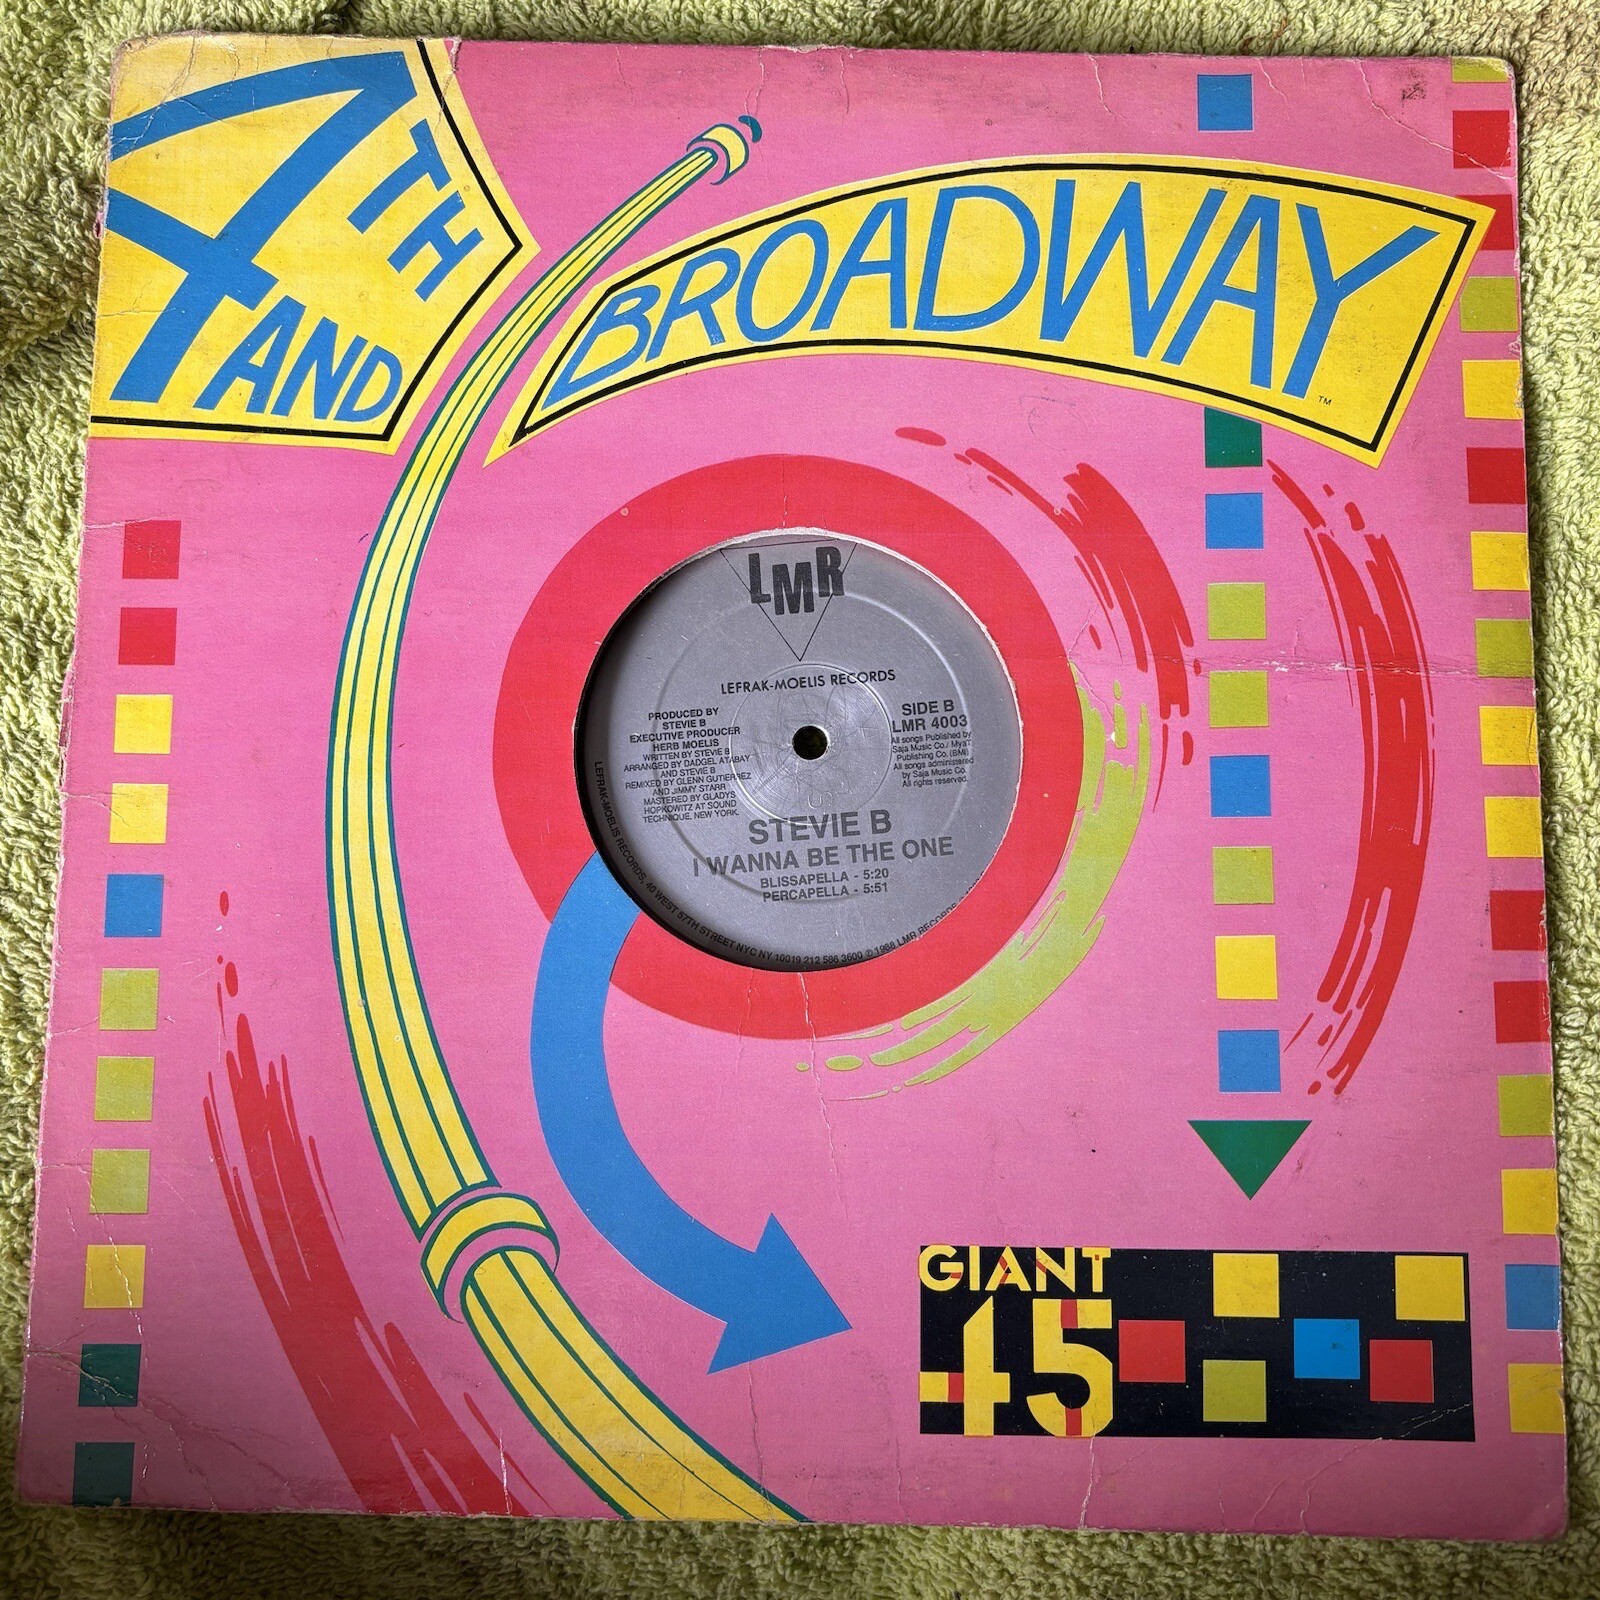 4TH
AND
BROADWAY
TM
LMR
LEFRAK-MOELIS RECORDS
PRODUCED BY
STEVIE B
EXECUTIVE PRODUCER
HERB MOELIS
WRITTEN BY STEVIE B
ARRANGED BY DADGEL ATABAY
AND STEVIE B
REMIXED BY GLENN GUTIERREZ
AND JIMMY STARR
MASTERED BY GLADYS
HOPKOWITZ AT SOUND
TECHNIQUE, NEW YORK.
SIDE B
LMR 4003
All songs Published by
Saja Music Co./ Mya T
Publishing Co. (BMI)
All songs administered
by Saja Music Co.
All rights reserved.
STEVIE B
I WANNA BE THE ONE
BLISSAPELLA - 5:20
PERCAPELLA - 5:51
LEFRAK-MOELIS RECORDS, 40 WEST 57TH STREET NYC NY 10019 212 586 3600 ℗ 1988 LMR RECORDS
GIANT
45